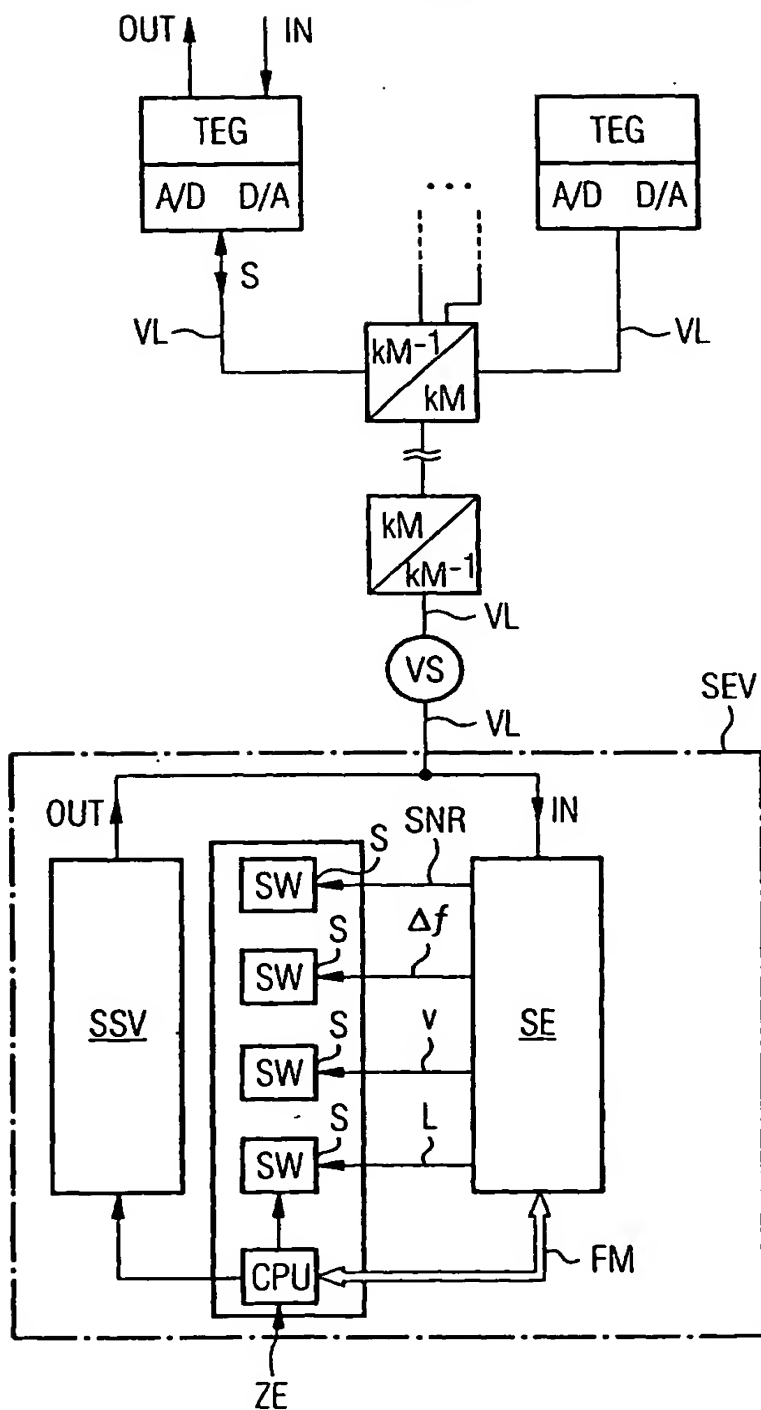 OUT IN
TEG TEG
A/D D/A A/D D/A
...
S
VL VL
kM-1
kM
kM
kM-1
VL
VS
VL SEV
OUT SNR IN
SW S
Δf
SW S
SSV SE
v
SW S
L
SW S
CPU FM
ZE